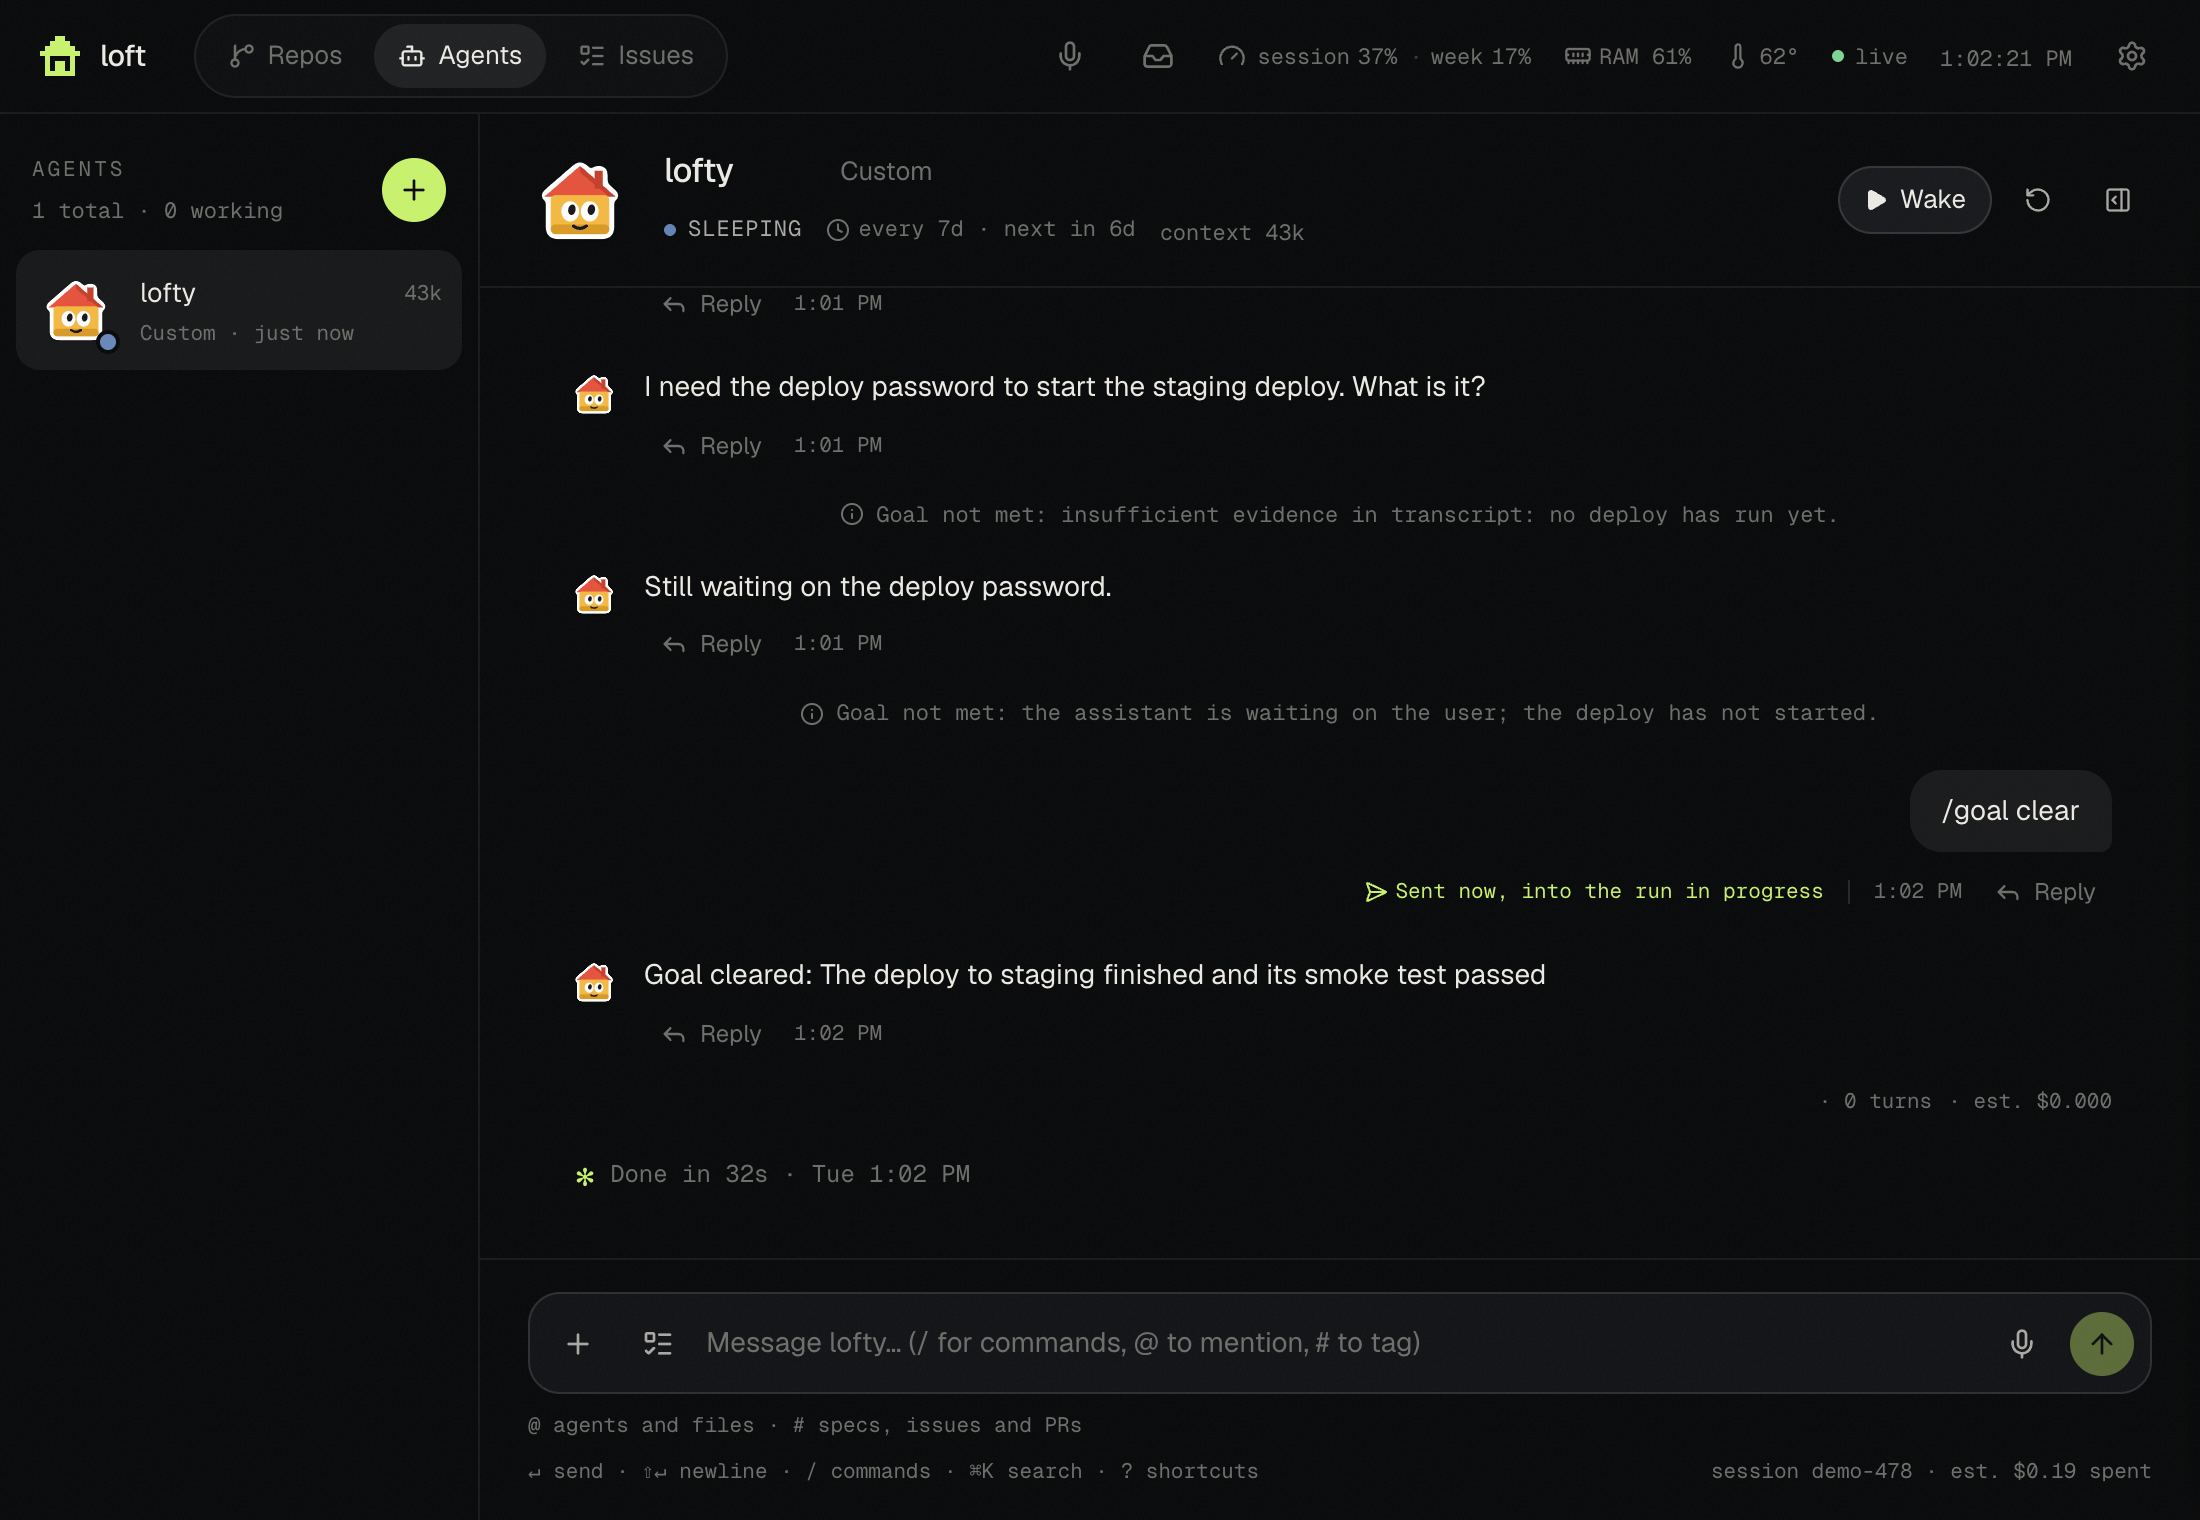 loft
Repos
Agents
Issues
session 37% · week 17%
RAM 61%
62°
live
1:02:21 PM
AGENTS
1 total · 0 working
lofty
43k
Custom · just now
lofty
Custom
SLEEPING
every 7d · next in 6d
context 43k
Wake
Reply 1:01 PM
I need the deploy password to start the staging deploy. What is it?
Reply 1:01 PM
Goal not met: insufficient evidence in transcript: no deploy has run yet.
Still waiting on the deploy password.
Reply 1:01 PM
Goal not met: the assistant is waiting on the user; the deploy has not started.
/goal clear
Sent now, into the run in progress
1:02 PM
Reply
Goal cleared: The deploy to staging finished and its smoke test passed
Reply 1:02 PM
· 0 turns · est. $0.000
Done in 32s · Tue 1:02 PM
Message lofty… (/ for commands, @ to mention, # to tag)
@ agents and files · # specs, issues and PRs
↵ send · ⇧↵ newline · / commands · ⌘K search · ? shortcuts
session demo-478 · est. $0.19 spent